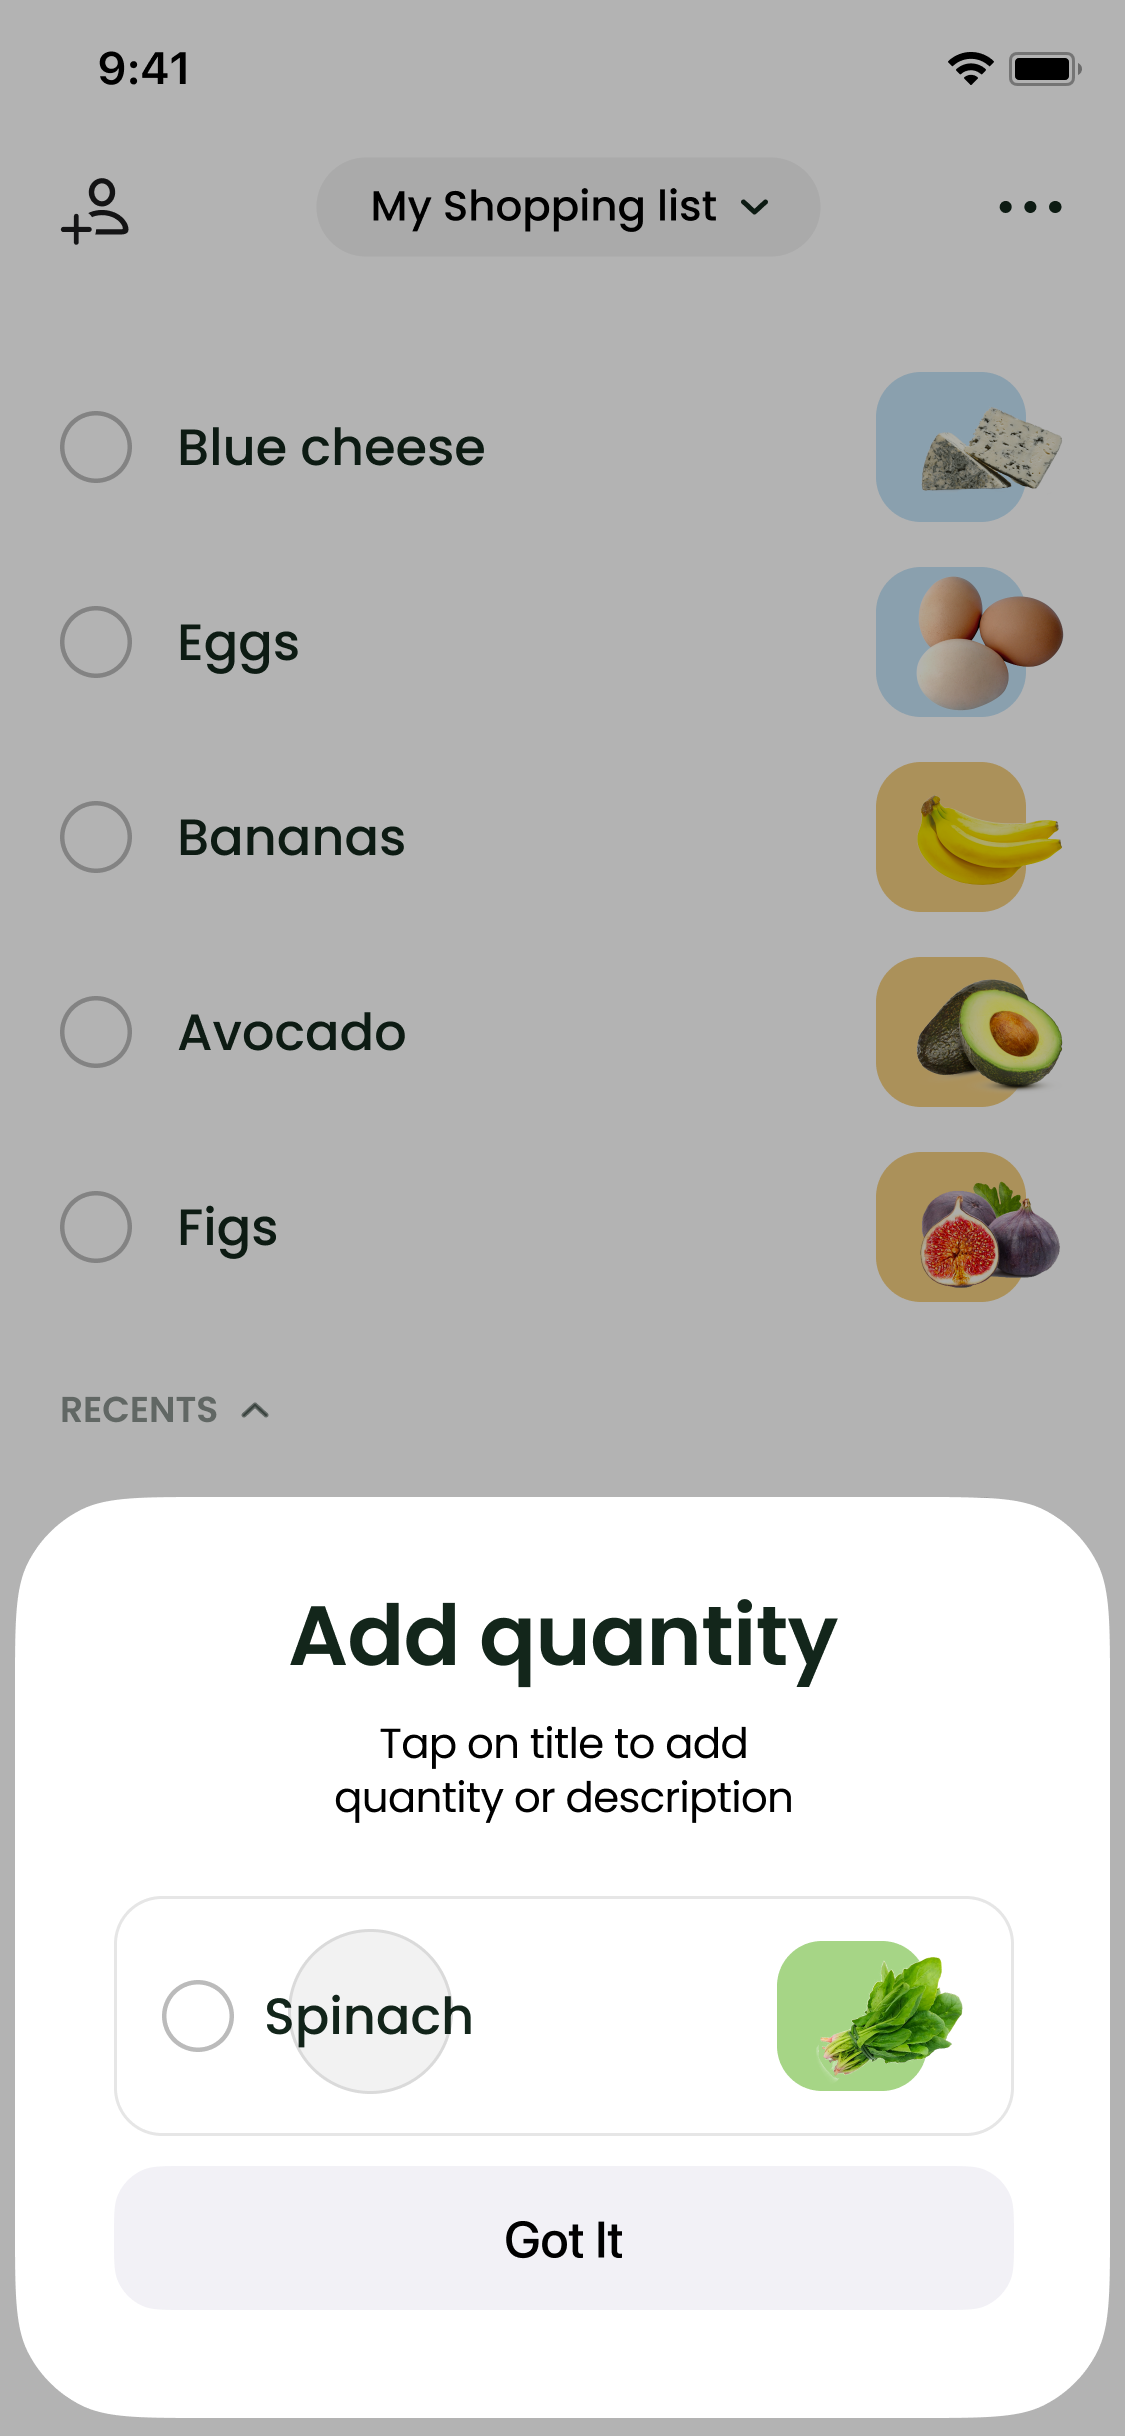 9:41
My Shopping list
Blue cheese
Eggs
Bananas
Avocado
Figs
RECENTS
Add quantity
Tap on title to add
quantity or description
Spinach
Got It